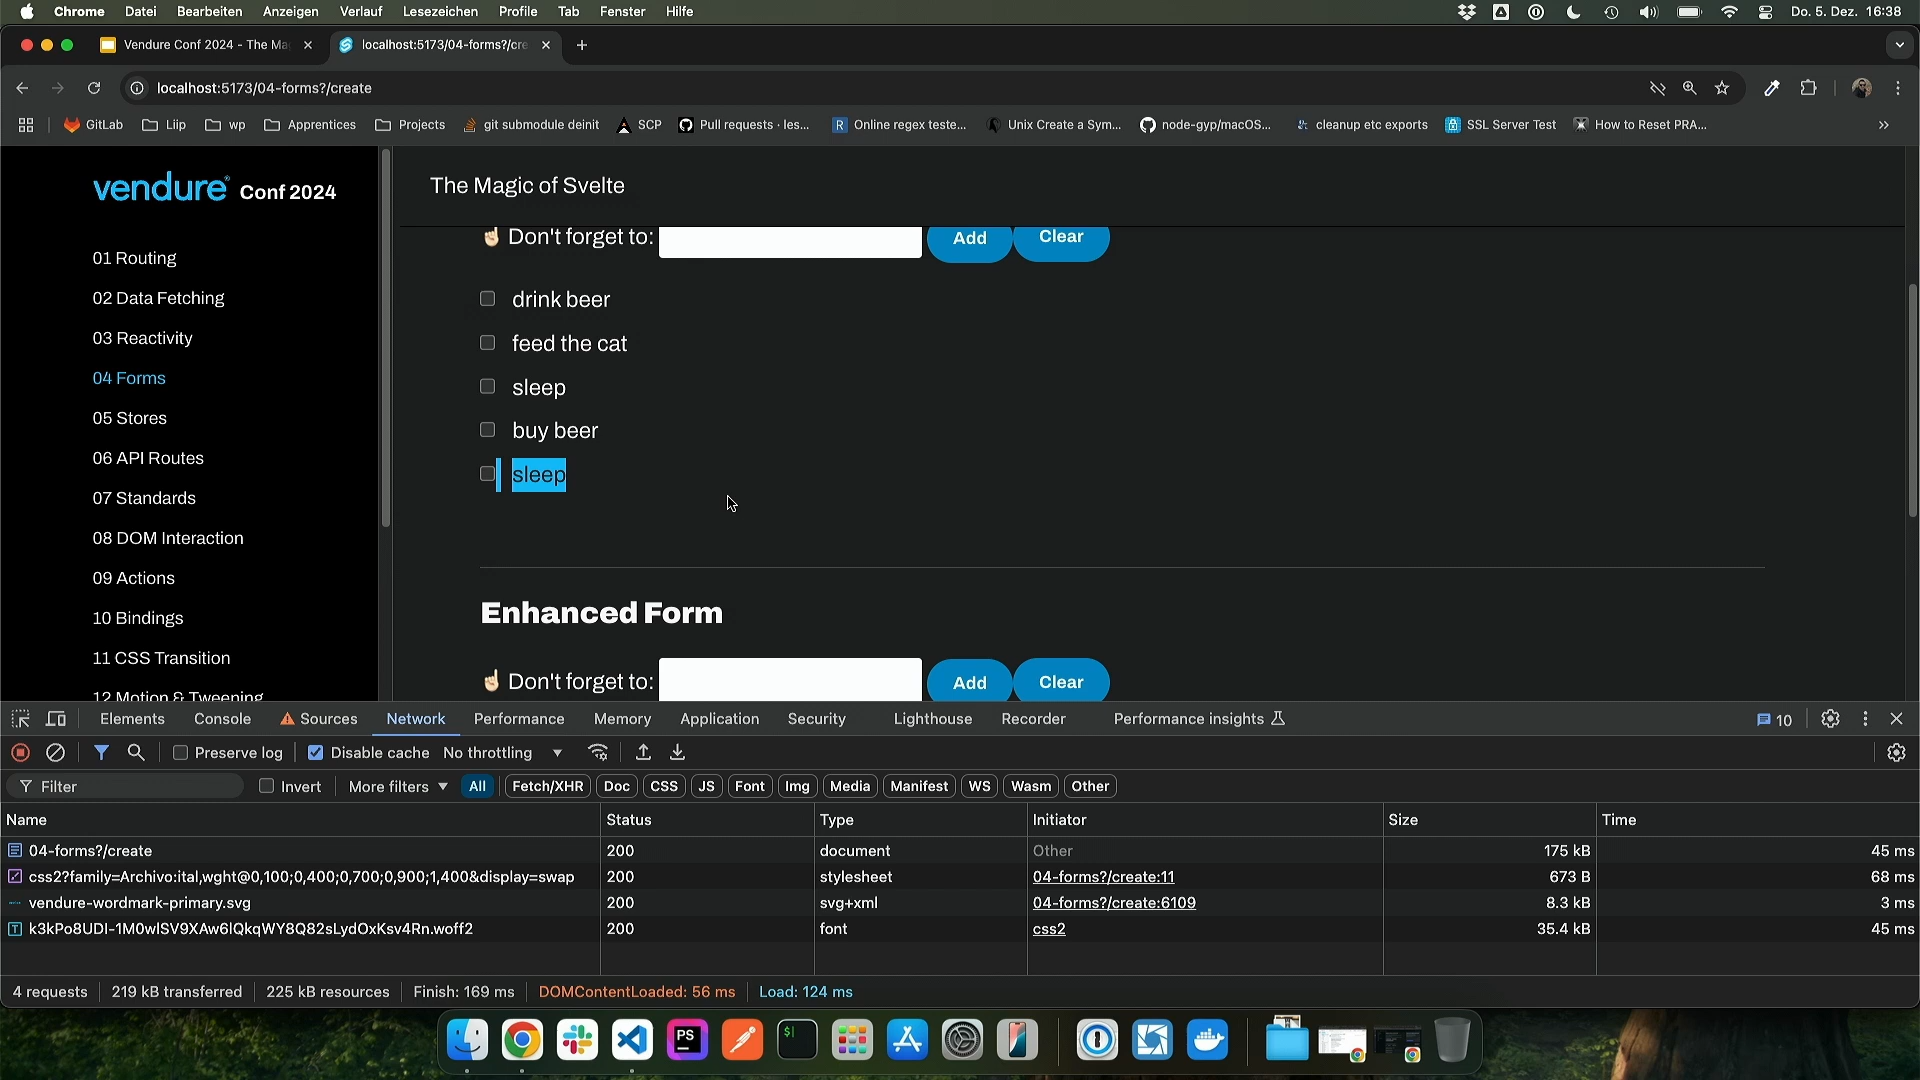 Chrome Datei Bearbeiten Anzeigen Verlauf Lesezeichen Profile Tab Fenster Hilfe Do. 5. Dez. 16:38
Vendure Conf 2024 - The Ma
localhost:5173/04-forms?/cre
localhost:5173/04-forms?/create
GitLab Liip wp Apprentices Projects git submodule deinit SCP Pull requests · les... Online regex teste... Unix Create a Sym... node-gyp/macOS... cleanup etc exports SSL Server Test How to Reset PRA...
vendure Conf 2024
The Magic of Svelte
01 Routing
02 Data Fetching
03 Reactivity
04 Forms
05 Stores
06 API Routes
07 Standards
08 DOM Interaction
09 Actions
10 Bindings
11 CSS Transition
12 Motion & Tweening
Don't forget to: Add Clear
drink beer
feed the cat
sleep
buy beer
sleep
Enhanced Form
Don't forget to: Add Clear
Elements Console Sources Network Performance Memory Application Security Lighthouse Recorder Performance insights 10
Preserve log Disable cache No throttling
Filter Invert More filters All Fetch/XHR Doc CSS JS Font Img Media Manifest WS Wasm Other
Name Status Type Initiator Size Time
04-forms?/create 200 document Other 175 kB 45 ms
css2?family=Archivo:ital,wght@0,100;0,400;0,700;0,900;1,400&display=swap 200 stylesheet 04-forms?/create:11 673 B 68 ms
vendure-wordmark-primary.svg 200 svg+xml 04-forms?/create:6109 8.3 kB 3 ms
k3kPo8UDI-1M0wlSV9XAw6lQkqWY8Q82sLydOxKsv4Rn.woff2 200 font css2 35.4 kB 45 ms
4 requests 219 kB transferred 225 kB resources Finish: 169 ms DOMContentLoaded: 56 ms Load: 124 ms
PS